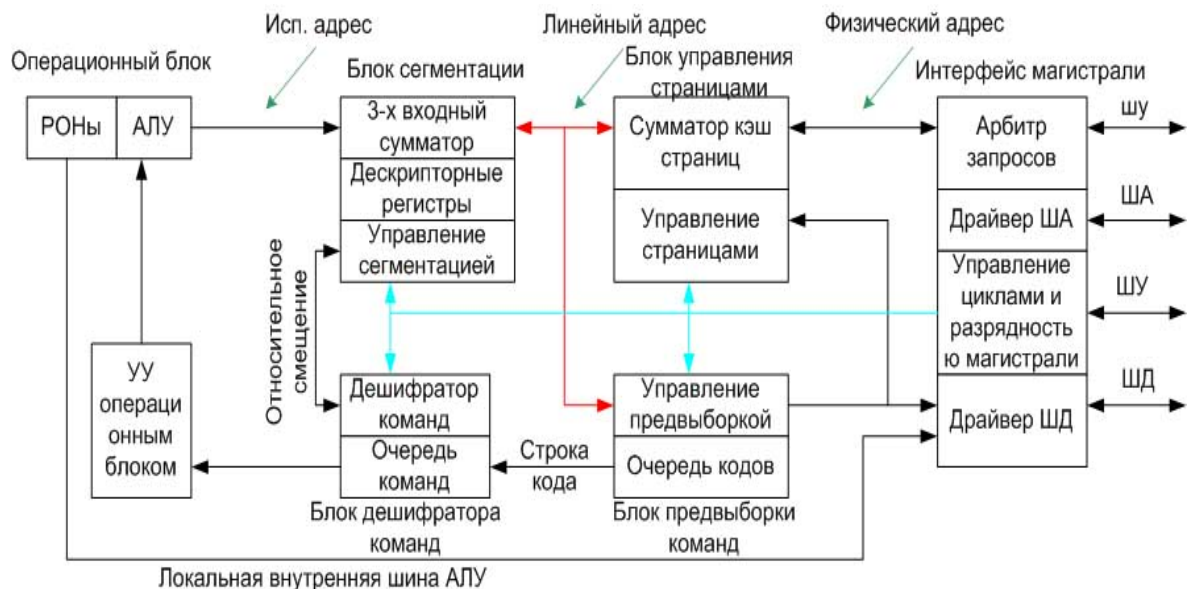 Исп. адрес
Линейный адрес
Физический адрес
Операционный блок
Блок сегментации
Блок управления
страницами
Интерфейс магистрали
РОНы
АЛУ
3-х входный
сумматор
Дескрипторные
регистры
Управление
сегментацией
Сумматор кэш
страниц
Управление
страницами
Арбитр
запросов
Драйвер ША
Управление
циклами и
разрядность
ю магистрали
Драйвер ШД
шу
ША
ШУ
ШД
Относительное
смещение
УУ
операци
онным
блоком
Дешифратор
команд
Очередь
команд
Строка
кода
Управление
предвыборкой
Очередь кодов
Блок дешифратора
команд
Блок предвыборки
команд
Локальная внутренняя шина АЛУ